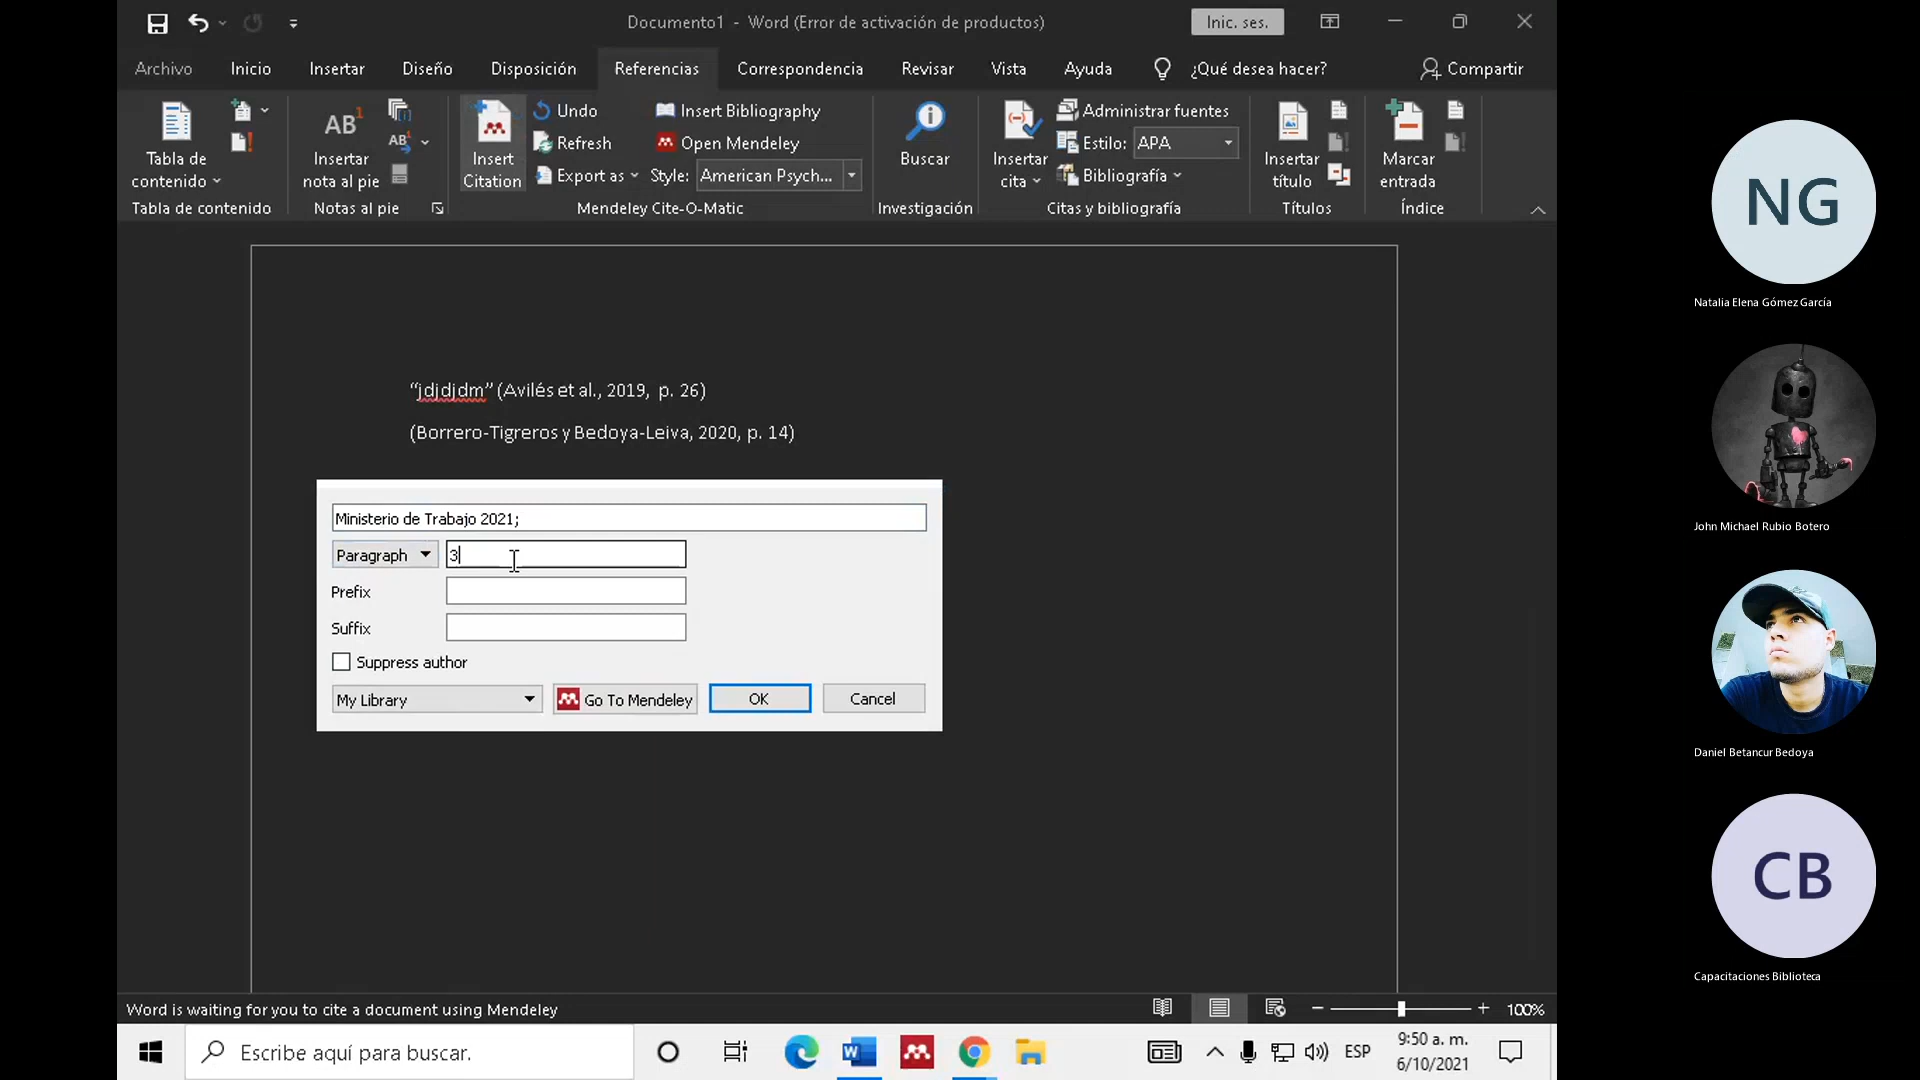 Documento1 - Word (Error de activación de productos)
Inic. ses.
Archivo Inicio Insertar Diseño Disposición Referencias Correspondencia Revisar Vista Ayuda ¿Qué desea hacer? Compartir
Tabla de contenido
Tabla de contenido
AB1
Insertar nota al pie
AB1
Notas al pie
Insert Citation
Undo
Refresh
Export as
Insert Bibliography
Open Mendeley
Style: American Psych...
Mendeley Cite-O-Matic
Buscar
Investigación
Insertar cita
Administrar fuentes
Estilo: APA
Bibliografía
Citas y bibliografía
Insertar título
Títulos
Marcar entrada
Índice
“jdjdjdm” (Avilés et al., 2019, p. 26)
(Borrero-Tigreros y Bedoya-Leiva, 2020, p. 14)
Ministerio de Trabajo 2021;
Paragraph 3
Prefix
Suffix
Suppress author
My Library Go To Mendeley OK Cancel
Word is waiting for you to cite a document using Mendeley
100%
Escribe aquí para buscar.
ESP
9:50 a. m.
6/10/2021
NG
Natalia Elena Gómez García
John Michael Rubio Botero
Daniel Betancur Bedoya
CB
Capacitaciones Biblioteca